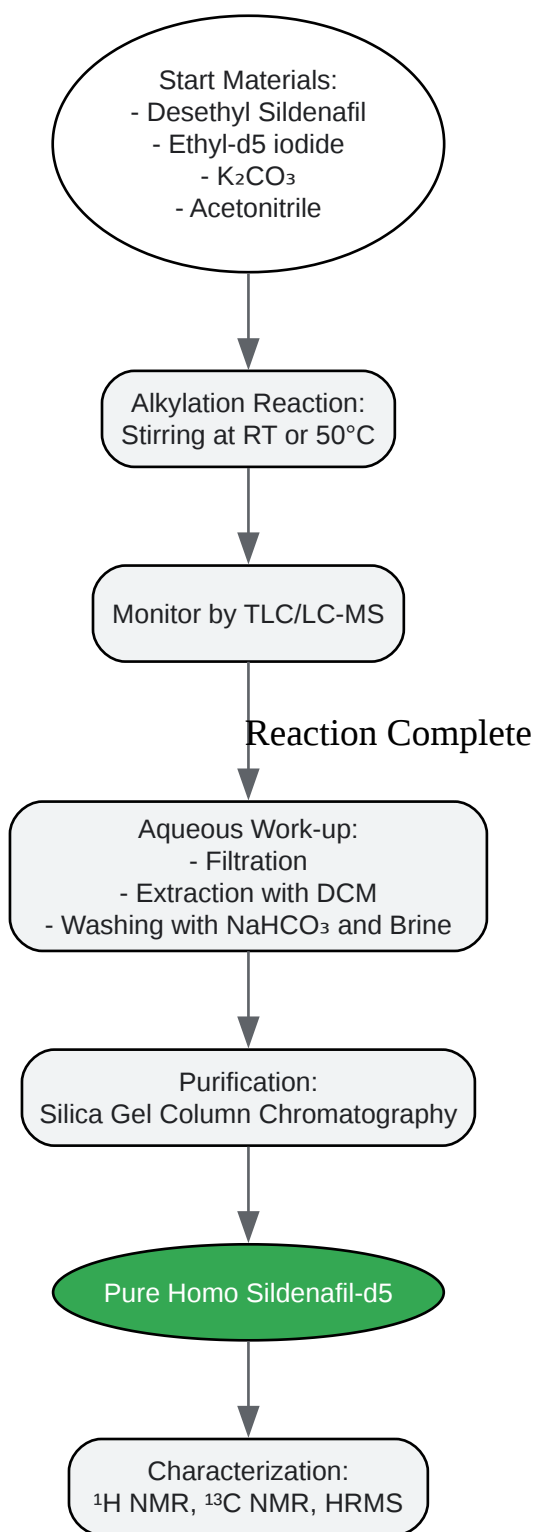 Start Materials:
- Desethyl Sildenafil
- Ethyl-d5 iodide
- K₂CO₃
- Acetonitrile
Alkylation Reaction:
Stirring at RT or 50°C
Monitor by TLC/LC-MS
Reaction Complete
Aqueous Work-up:
- Filtration
- Extraction with DCM
- Washing with NaHCO₃ and Brine
Purification:
Silica Gel Column Chromatography
Pure Homo Sildenafil-d5
Characterization:
¹H NMR, ¹³C NMR, HRMS